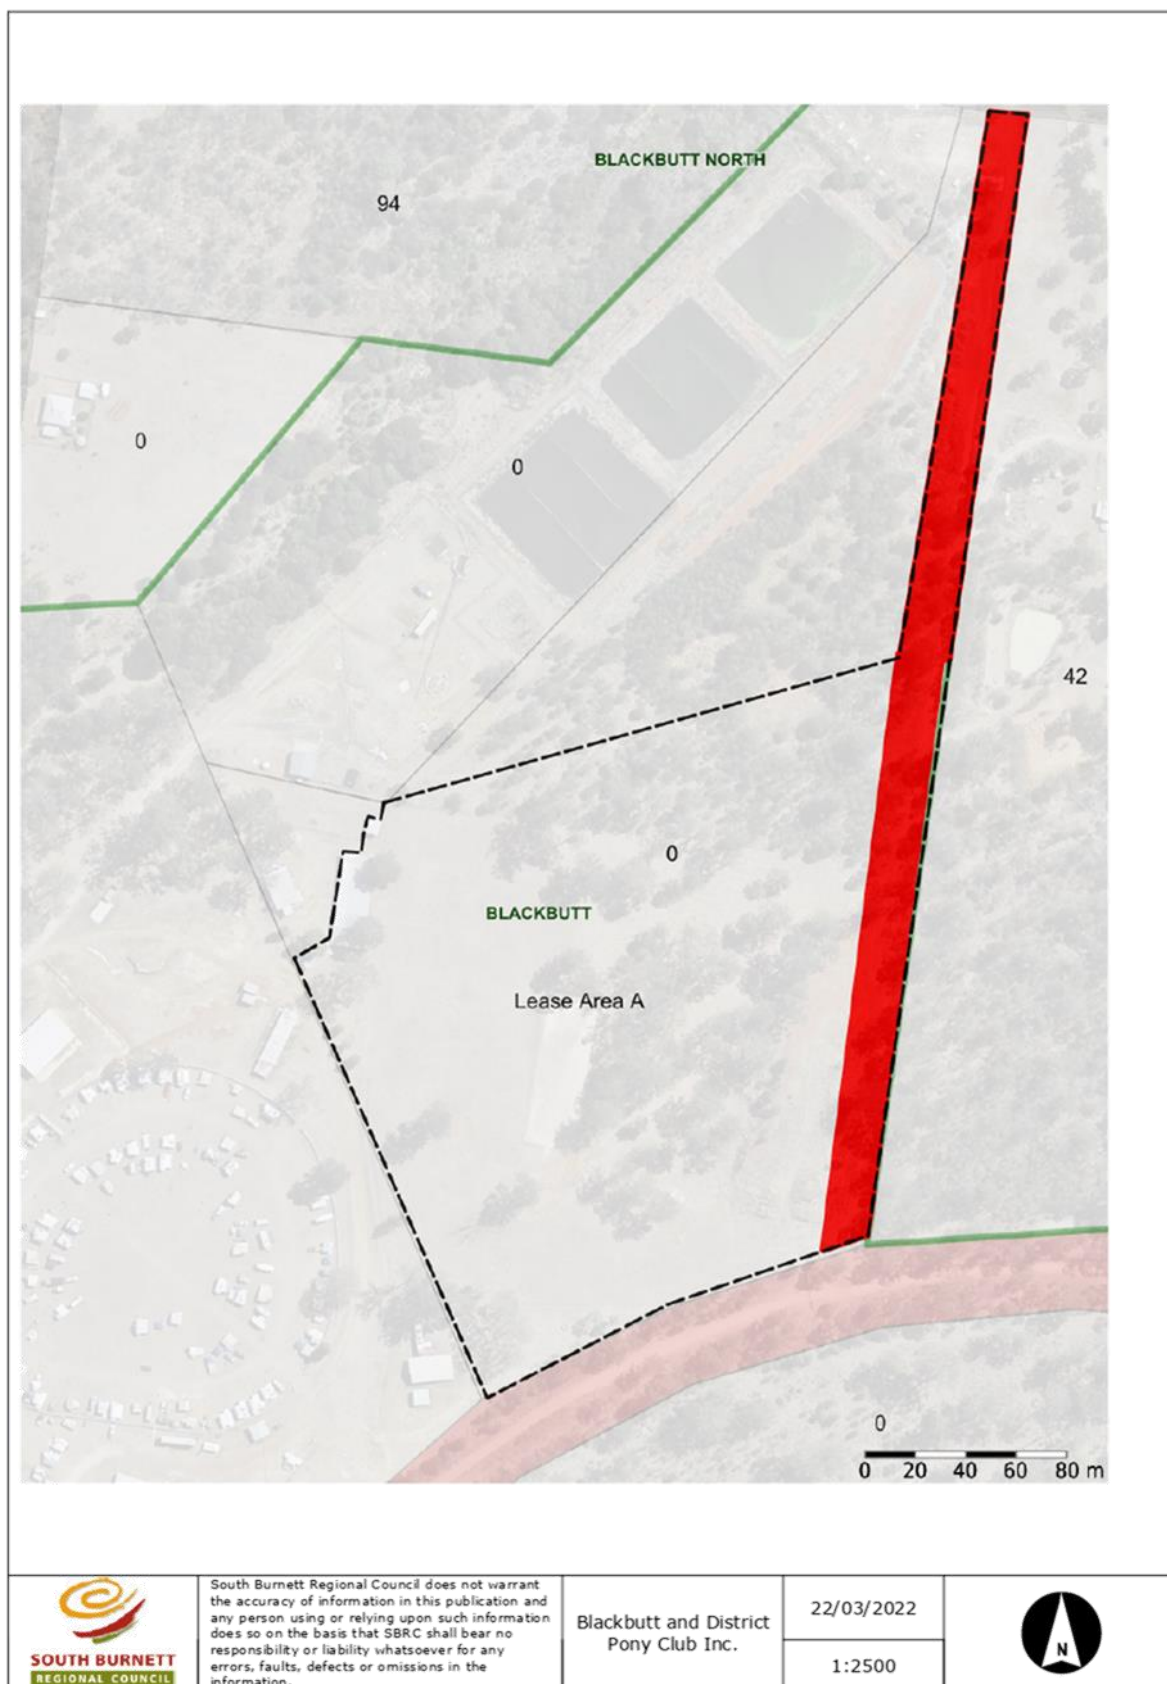 BLACKBUTT NORTH
94
0
0
42
0
BLACKBUTT
Lease Area A
0
0 20 40 60 80 m
SOUTH BURNETT
REGIONAL COUNCIL
South Burnett Regional Council does not warrant
the accuracy of information in this publication and
any person using or relying upon such information
does so on the basis that SBRC shall bear no
responsibility or liability whatsoever for any
errors, faults, defects or omissions in the
information.
Blackbutt and District
Pony Club Inc.
22/03/2022
1:2500
N